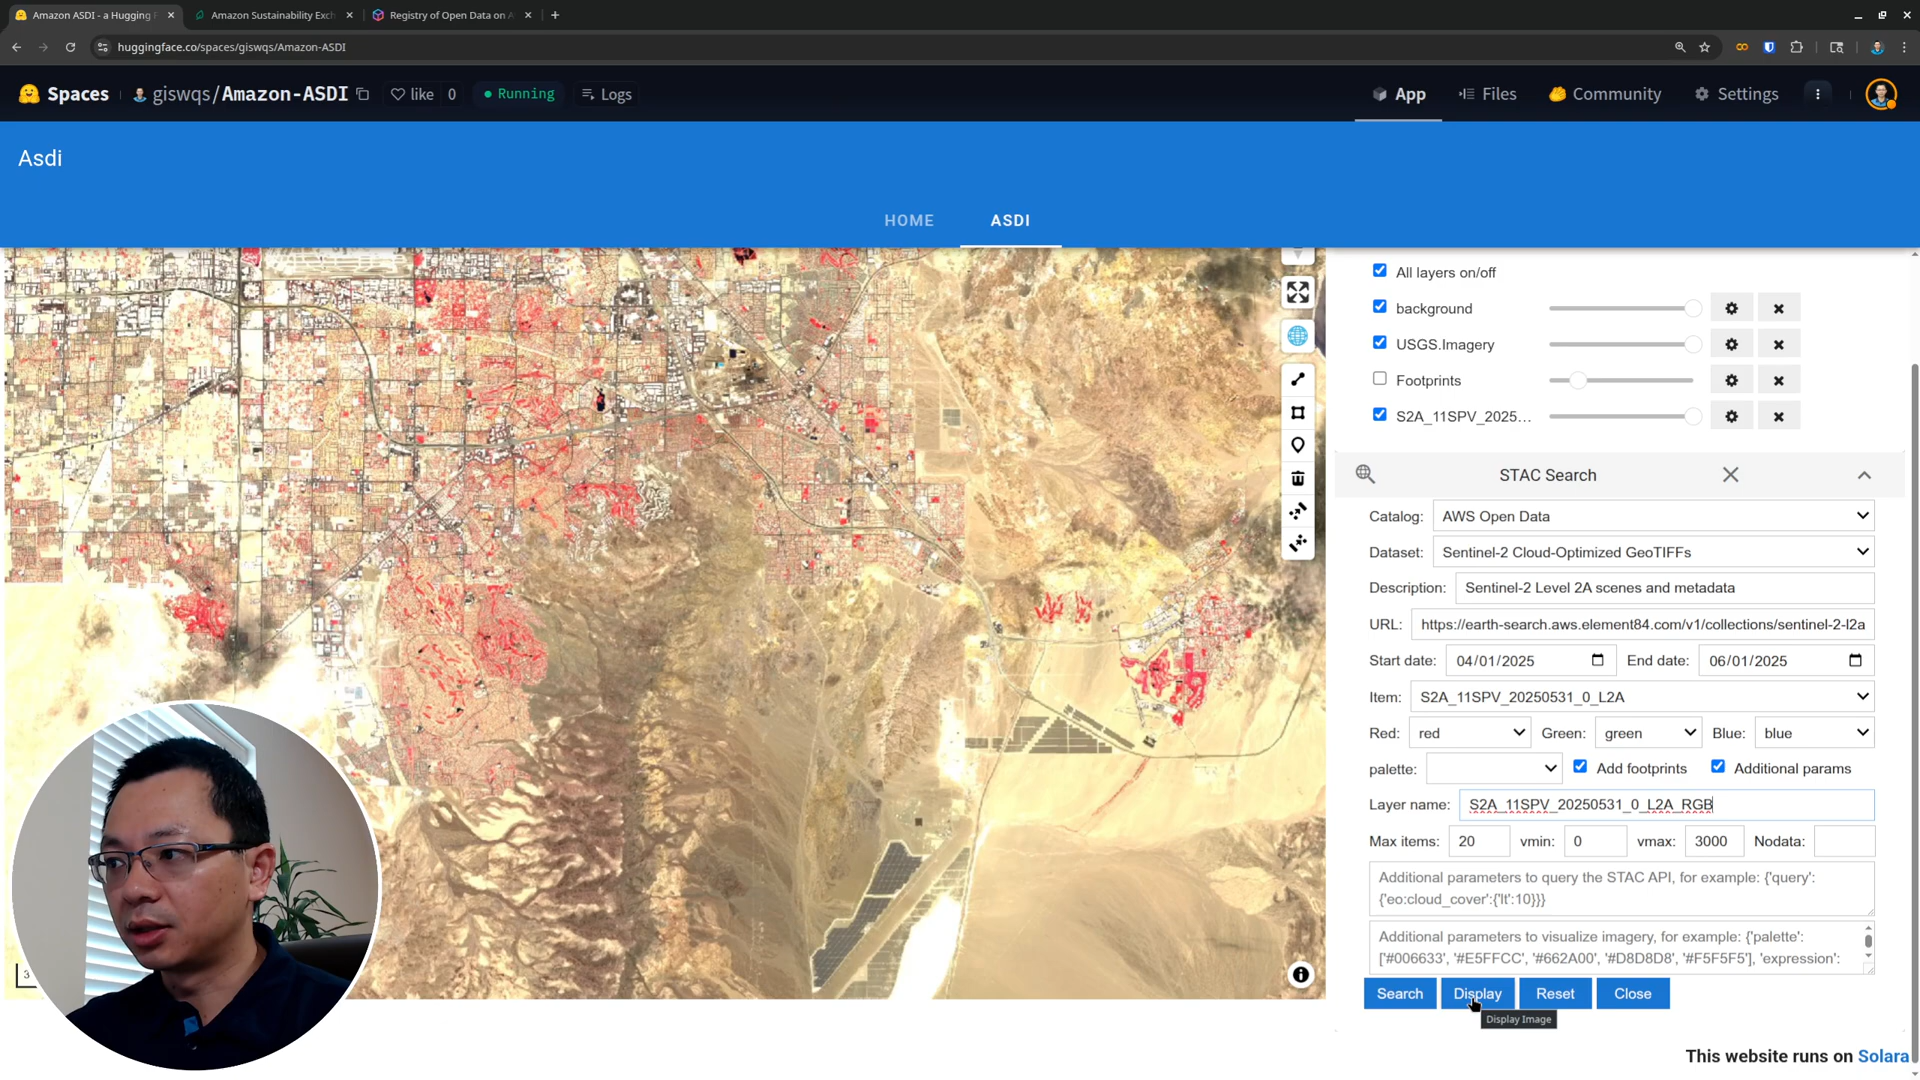 Amazon ASDI - a Hugging F
Amazon Sustainability Exch
Registry of Open Data on A
huggingface.co/spaces/giswqs/Amazon-ASDI
Spaces
giswqs/Amazon-ASDI
like 0
Running
Logs
App
Files
Community
Settings
Asdi
HOME
ASDI
All layers on/off
background
USGS.Imagery
Footprints
S2A_11SPV_2025...
STAC Search
Catalog: AWS Open Data
Dataset: Sentinel-2 Cloud-Optimized GeoTIFFs
Description: Sentinel-2 Level 2A scenes and metadata
URL: https://earth-search.aws.element84.com/v1/collections/sentinel-2-l2a
Start date: 04/01/2025 End date: 06/01/2025
Item: S2A_11SPV_20250531_0_L2A
Red: red Green: green Blue: blue
palette: Add footprints Additional params
Layer name: S2A_11SPV_20250531_0_L2A_RGB
Max items: 20 vmin: 0 vmax: 3000 Nodata:
Additional parameters to query the STAC API, for example: {'query':
{'eo:cloud_cover':{'lt':10}}}
Additional parameters to visualize imagery, for example: {'palette':
['#006633', '#E5FFCC', '#662A00', '#D8D8D8', '#F5F5F5'], 'expression':
Search Display Reset Close
Display Image
3
This website runs on Solara